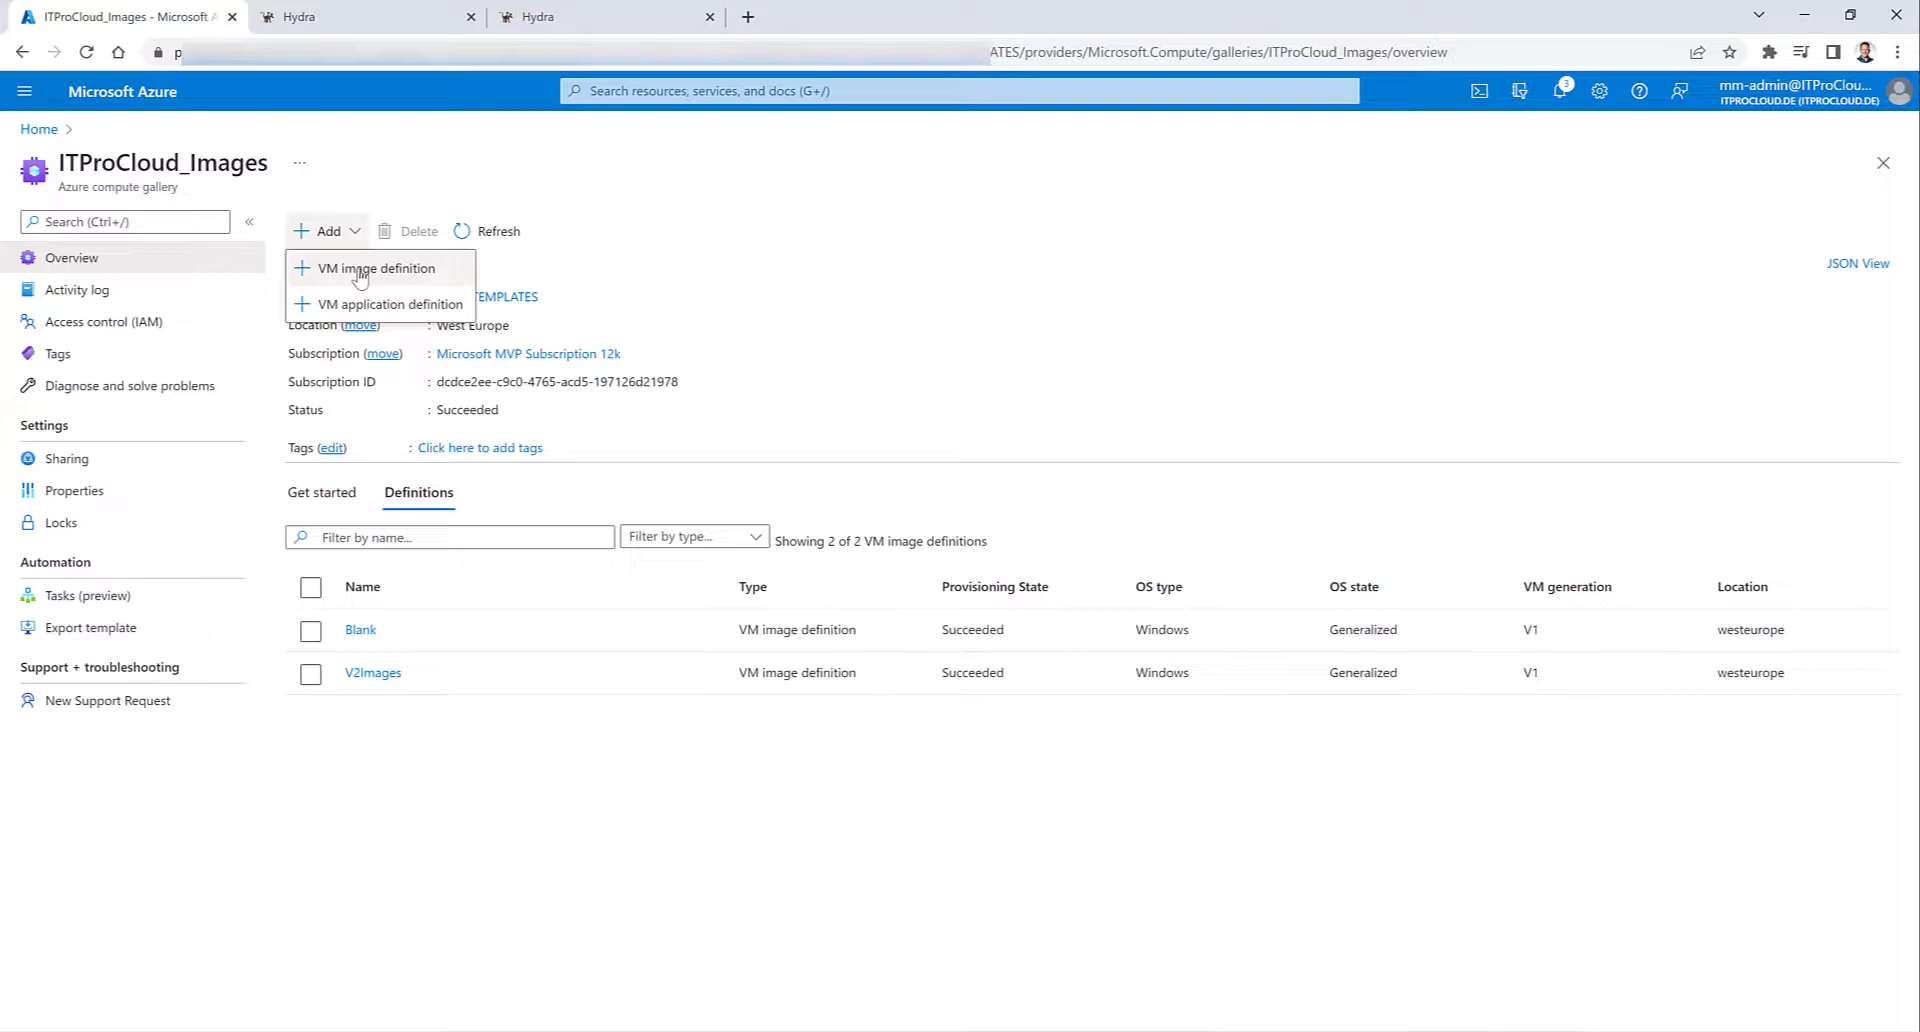 ITProCloud_Images - Microsoft A
Hydra
Hydra
p
ATES/providers/Microsoft.Compute/galleries/ITProCloud_Images/overview
Microsoft Azure
Search resources, services, and docs (G+/)
3
mm-admin@ITProClou...
ITPROCLOUD.DE (ITPROCLOUD.DE)
Home
ITProCloud_Images
...
Azure compute gallery
Search (Ctrl+/)
«
Add
Delete
Refresh
Overview
VM image definition
JSON View
Activity log
VM application definition
TEMPLATES
Access control (IAM)
Location (move) : West Europe
Tags
Subscription (move) : Microsoft MVP Subscription 12k
Diagnose and solve problems
Subscription ID : dcdce2ee-c9c0-4765-acd5-197126d21978
Status : Succeeded
Settings
Tags (edit) : Click here to add tags
Sharing
Properties
Get started
Definitions
Locks
Filter by name...
Filter by type...
Showing 2 of 2 VM image definitions
Automation
Name Type Provisioning State OS type OS state VM generation Location
Tasks (preview)
Export template
Blank VM image definition Succeeded Windows Generalized V1 westeurope
Support + troubleshooting
V2Images VM image definition Succeeded Windows Generalized V1 westeurope
New Support Request